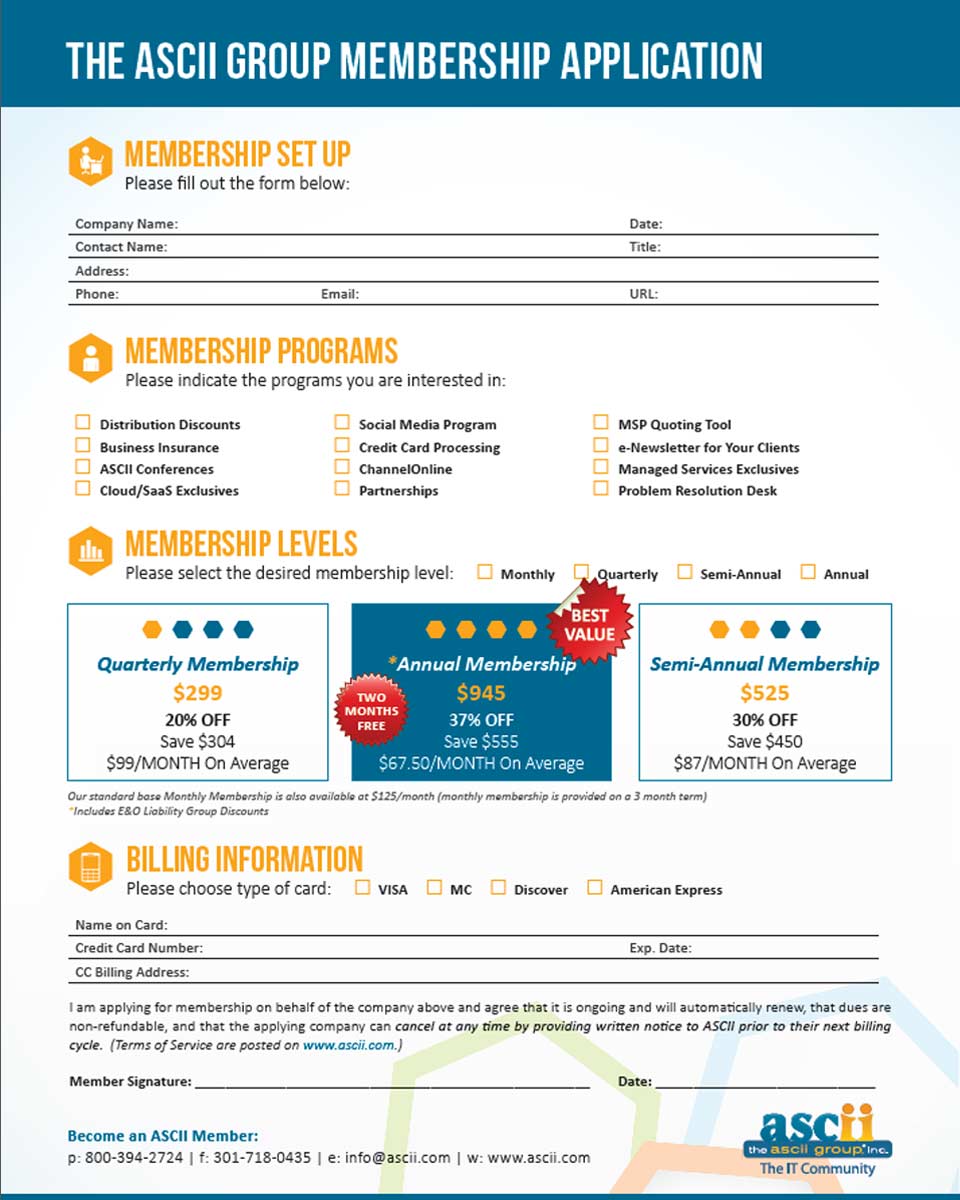 THE ASCII GROUP MEMBERSHIP APPLICATION
MEMBERSHIP SET UP
Please fill out the form below:
Company Name: Date:
Contact Name: Title:
Address:
Phone: Email: URL:
MEMBERSHIP PROGRAMS
Please indicate the programs you are interested in:
Distribution Discounts Social Media Program MSP Quoting Tool
Business Insurance Credit Card Processing e-Newsletter for Your Clients
ASCII Conferences ChannelOnline Managed Services Exclusives
Cloud/SaaS Exclusives Partnerships Problem Resolution Desk
MEMBERSHIP LEVELS
Please select the desired membership level: Monthly Quarterly Semi-Annual Annual
Quarterly Membership
$299
20% OFF
Save $304
$99/MONTH On Average
BEST
VALUE
*Annual Membership
TWO
MONTHS
FREE
$945
37% OFF
Save $555
$67.50/MONTH On Average
Semi-Annual Membership
$525
30% OFF
Save $450
$87/MONTH On Average
Our standard base Monthly Membership is also available at $125/month (monthly membership is provided on a 3 month term)
*Includes E&O Liability Group Discounts
BILLING INFORMATION
Please choose type of card: VISA MC Discover American Express
Name on Card:
Credit Card Number: Exp. Date:
CC Billing Address:
I am applying for membership on behalf of the company above and agree that it is ongoing and will automatically renew, that dues are
non-refundable, and that the applying company can cancel at any time by providing written notice to ASCII prior to their next billing
cycle. (Terms of Service are posted on www.ascii.com.)
Member Signature: Date:
Become an ASCII Member:
p: 800-394-2724 | f: 301-718-0435 | e: info@ascii.com | w: www.ascii.com
ascii
the ascii group, inc.
The IT Community